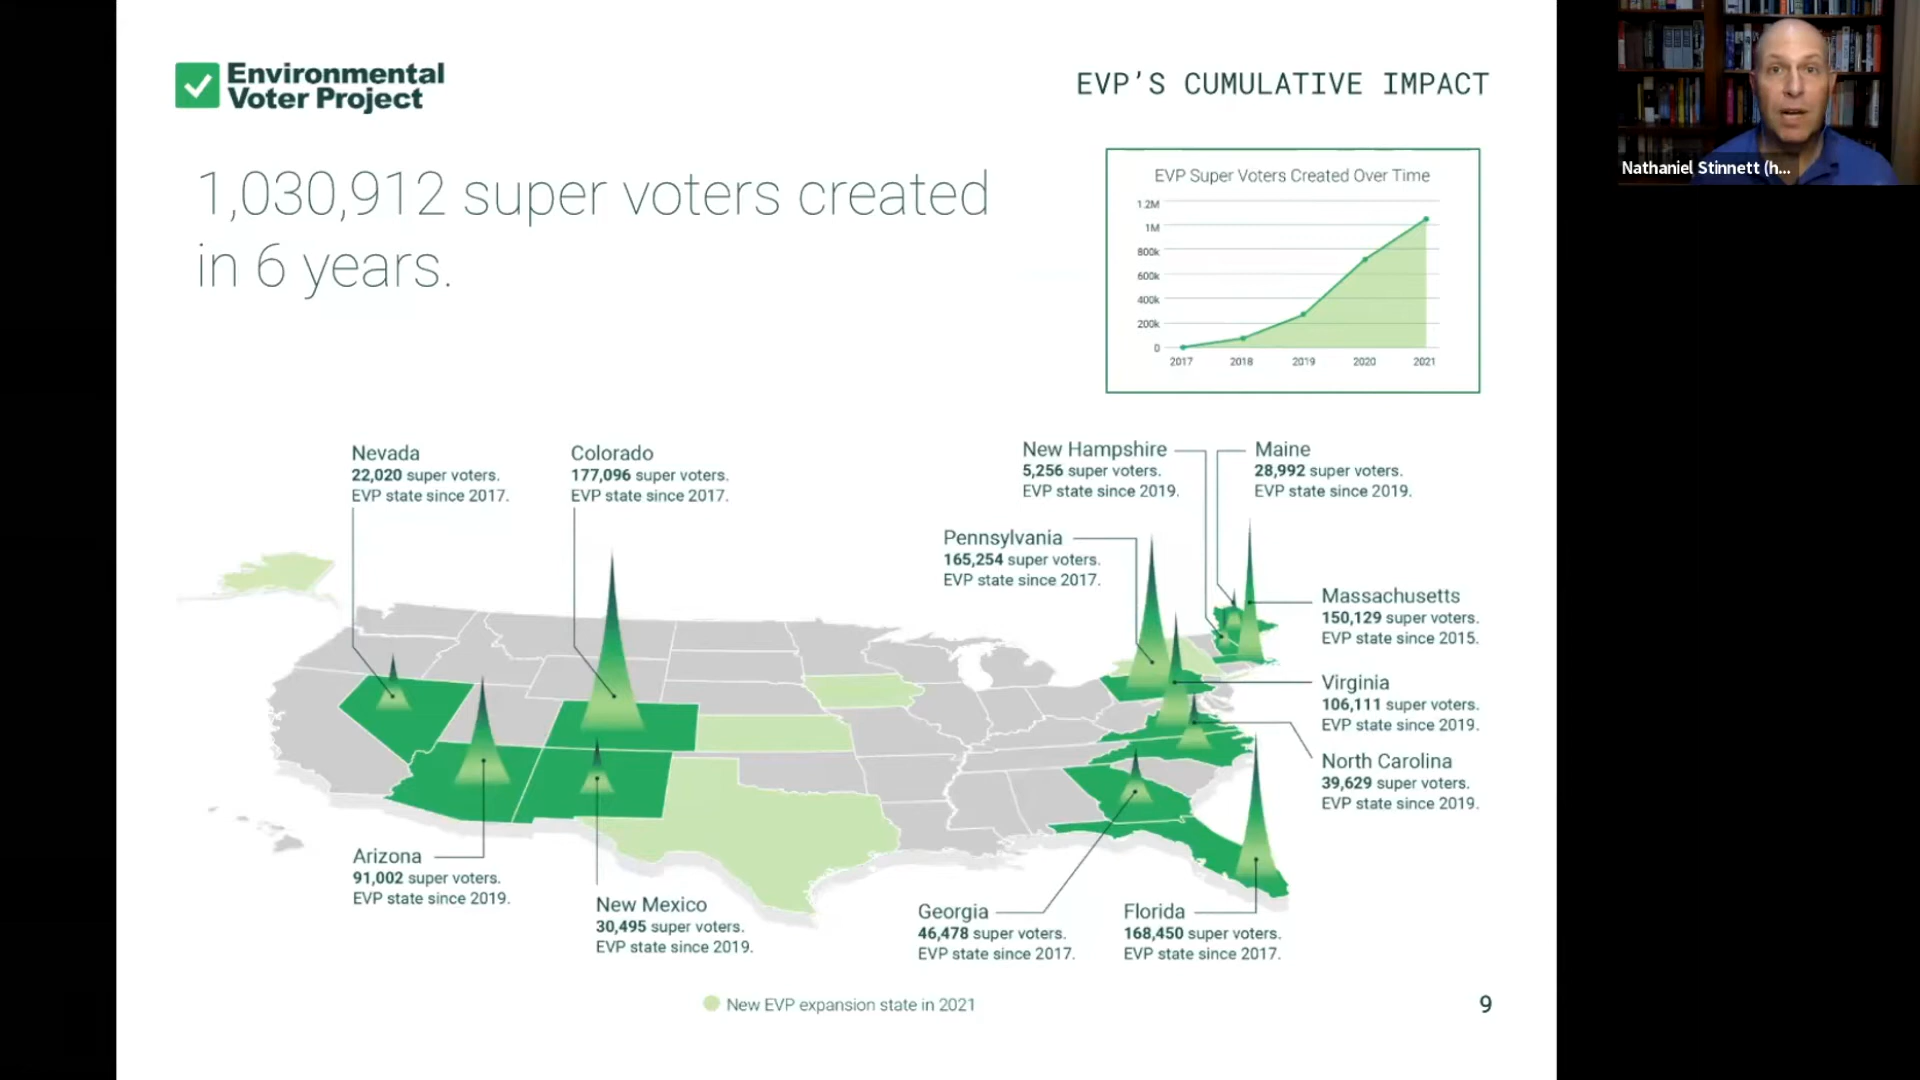 Environmental
Voter Project
EVP'S CUMULATIVE IMPACT
Nathaniel Stinnett (h...
1,030,912 super voters created
in 6 years.
EVP Super Voters Created Over Time
1.2M
1M
800k
600k
400k
200k
0
2017 2018 2019 2020 2021
Nevada
22,020 super voters.
EVP state since 2017.
Colorado
177,096 super voters.
EVP state since 2017.
New Hampshire
5,256 super voters.
EVP state since 2019.
Maine
28,992 super voters.
EVP state since 2019.
Pennsylvania
165,254 super voters.
EVP state since 2017.
Massachusetts
150,129 super voters.
EVP state since 2015.
Virginia
106,111 super voters.
EVP state since 2019.
North Carolina
39,629 super voters.
EVP state since 2019.
Arizona
91,002 super voters.
EVP state since 2019.
New Mexico
30,495 super voters.
EVP state since 2019.
Georgia
46,478 super voters.
EVP state since 2017.
Florida
168,450 super voters.
EVP state since 2017.
New EVP expansion state in 2021
9